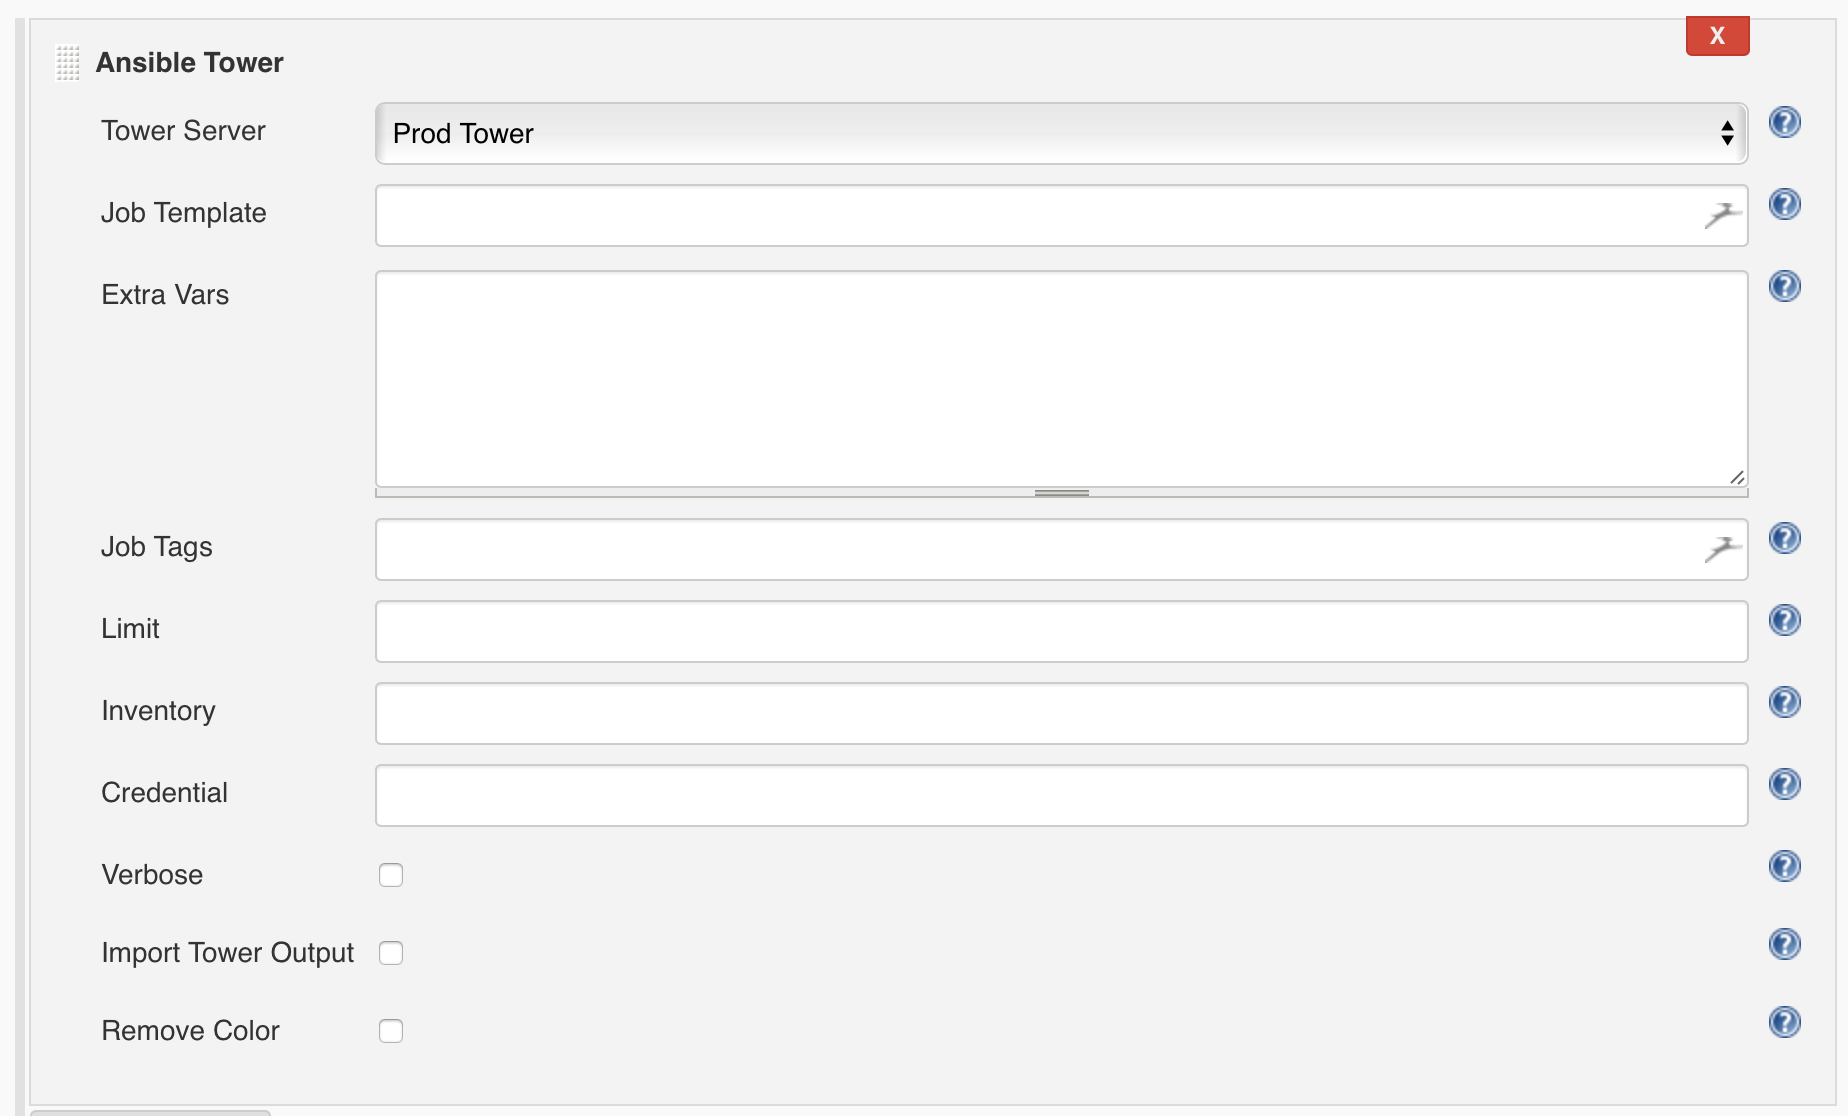 X
Ansible Tower
Tower Server
Prod Tower
?
Job Template
?
Extra Vars
?
Job Tags
?
Limit
?
Inventory
?
Credential
?
Verbose
?
Import Tower Output
?
Remove Color
?